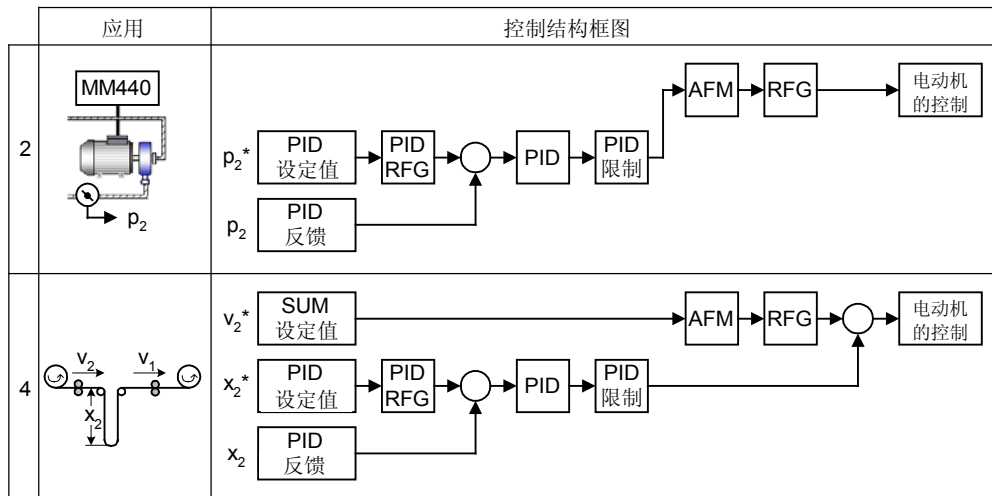 应用
控制结构框图
2
MM440
p2
p2*
PID
设定值
PID
RFG
PID
PID
限制
AFM
RFG
电动机
的控制
p2
PID
反馈
4
v2
v1
x2
v2*
SUM
设定值
AFM
RFG
电动机
的控制
x2*
PID
设定值
PID
RFG
PID
PID
限制
x2
PID
反馈